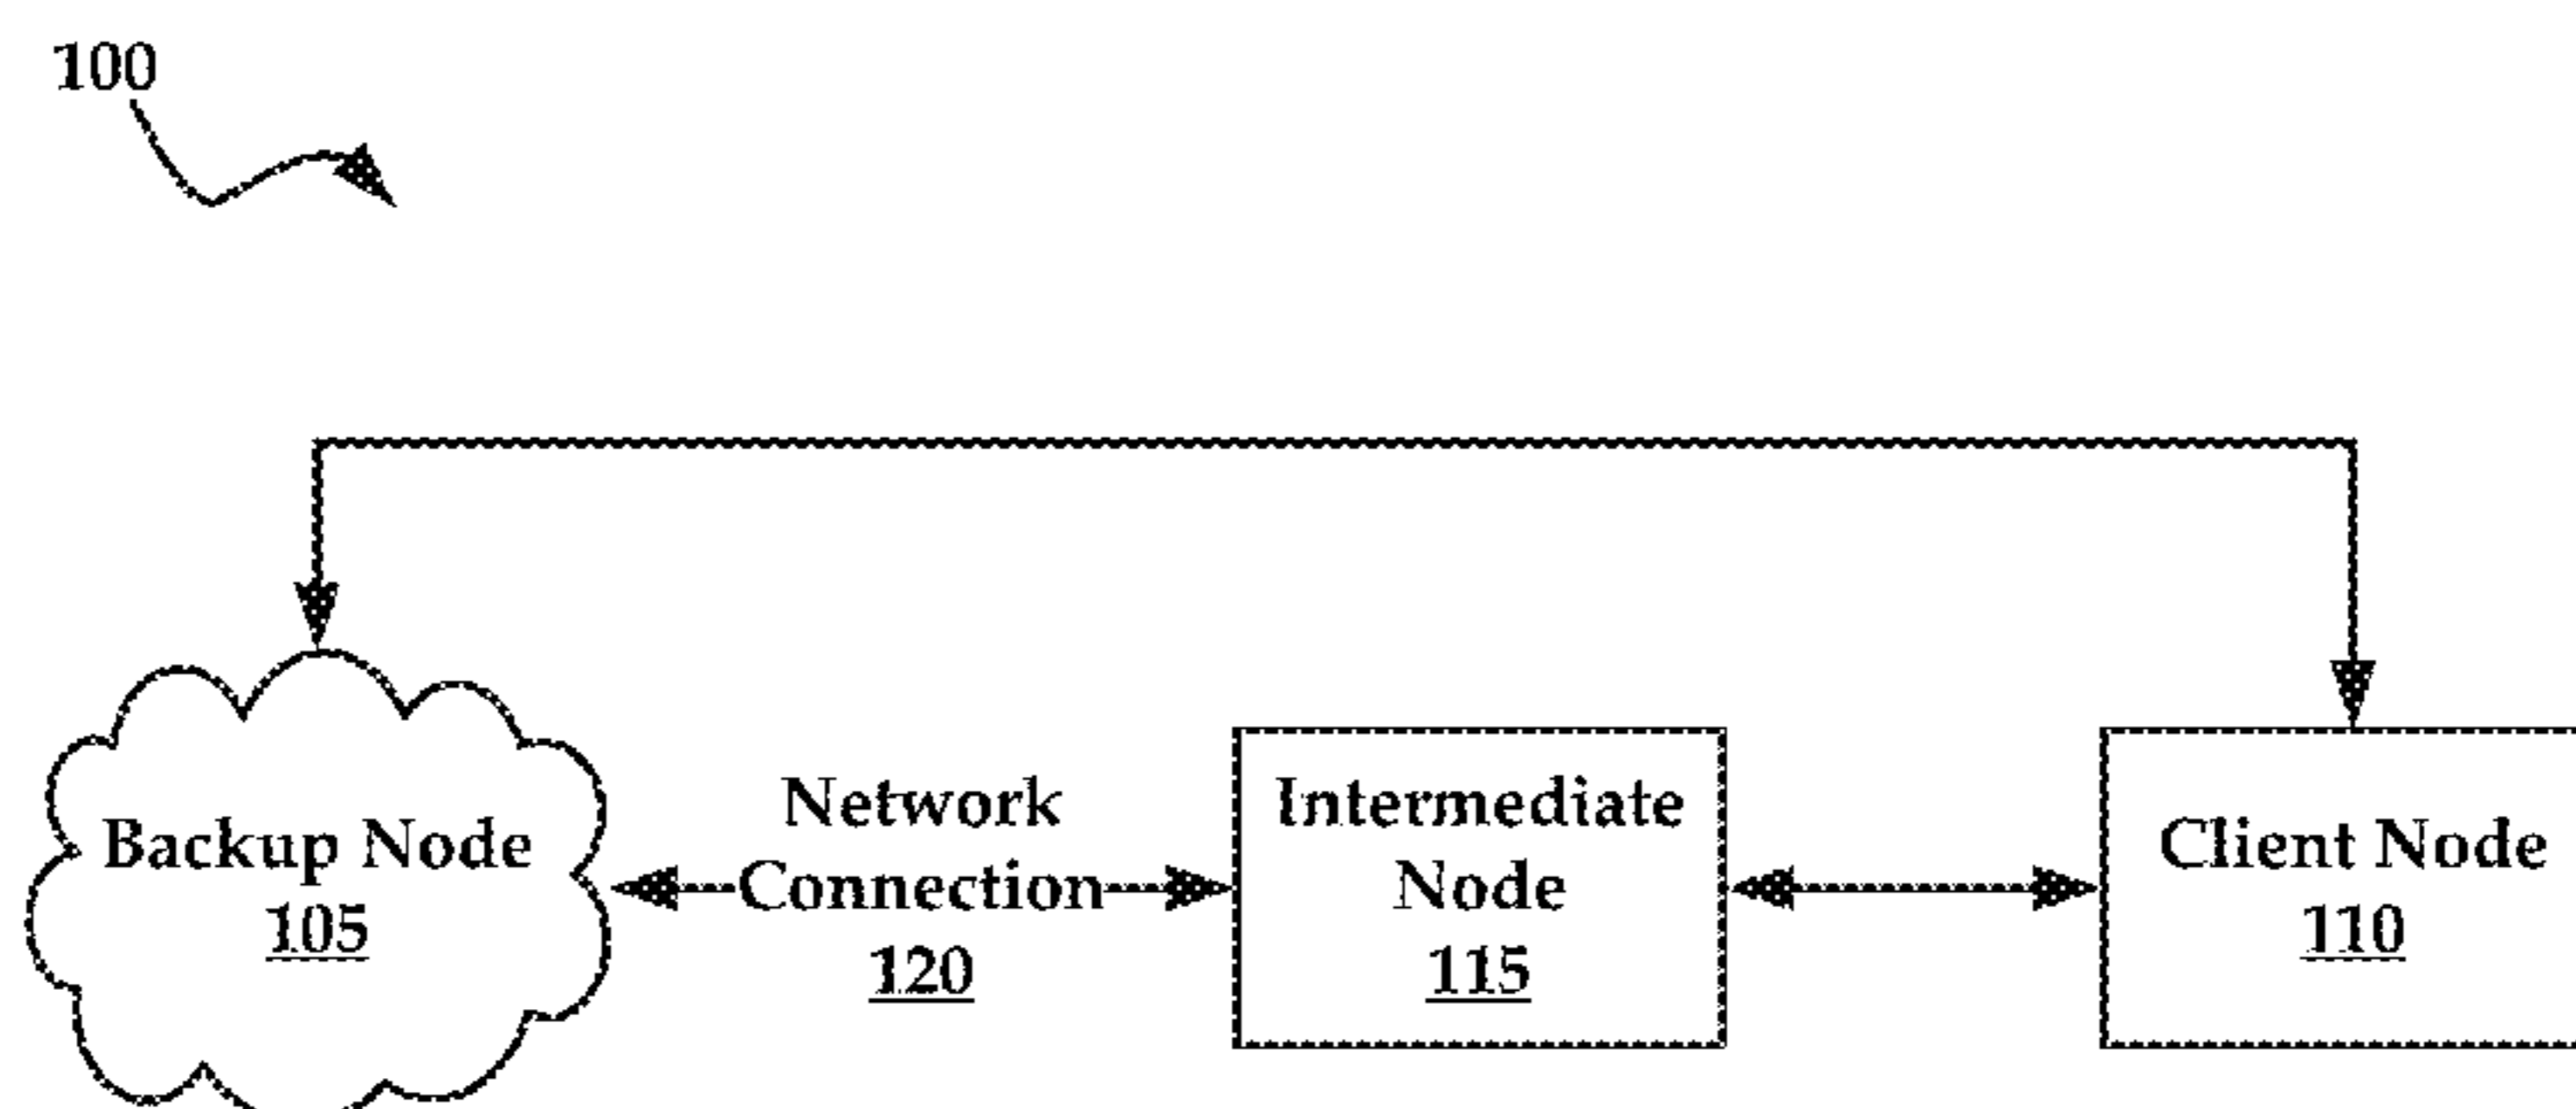 100
Backup Node
105
Network
Connection
120
Intermediate
Node
115
Client Node
110